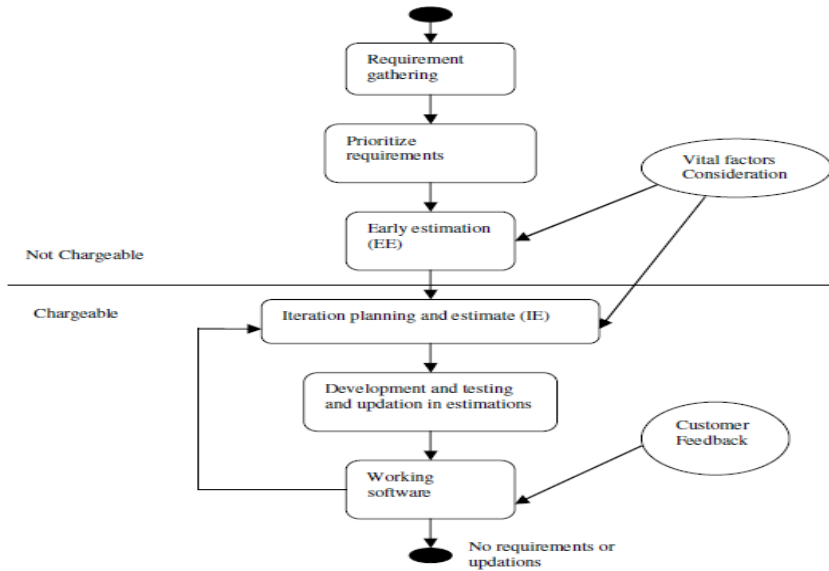 Requirement
gathering
Prioritize
requirements
Vital factors
Consideration
Early estimation
(EE)
Not Chargeable
Chargeable
Iteration planning and estimate (IE)
Development and testing
and updation in estimations
Customer
Feedback
Working
software
No requirements or
updations